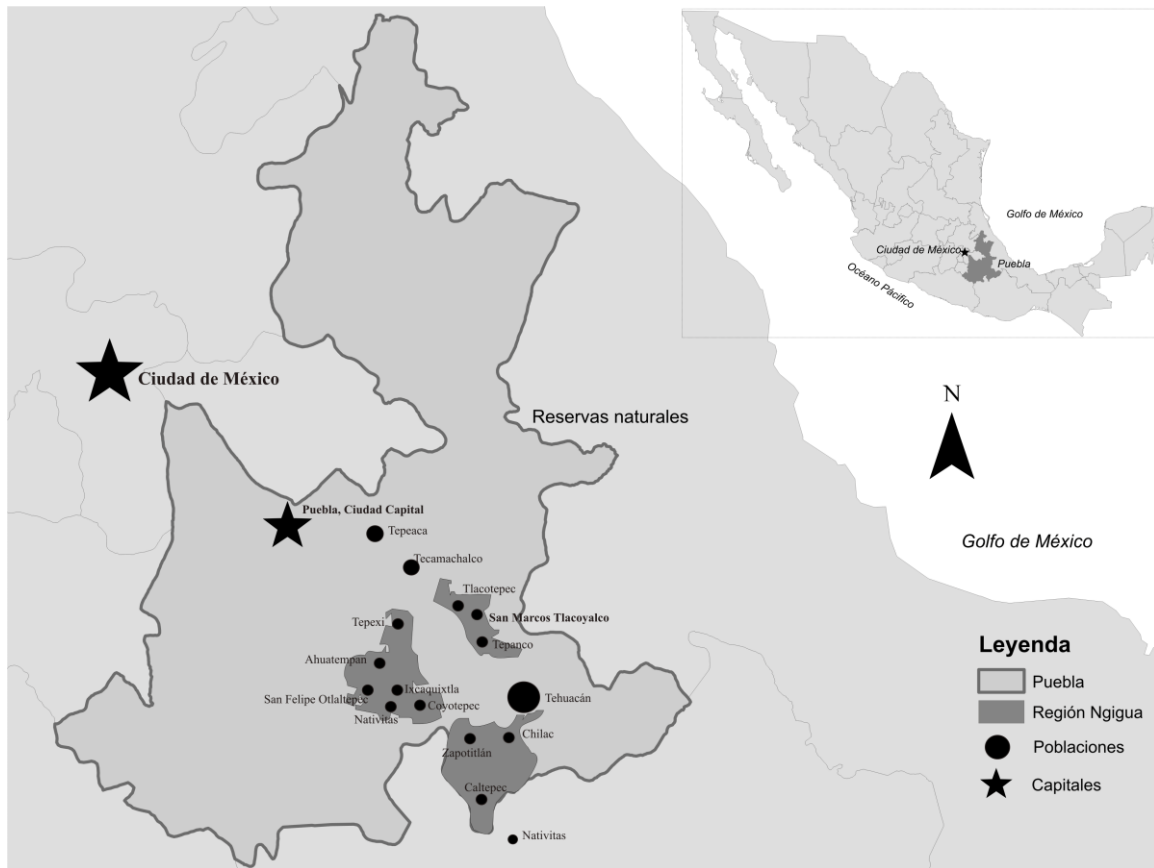 Golfo de México
Ciudad de Mèxico
Puebla
Océano Pácífico
Ciudad de México
Reservas naturales
N
Puebla, Ciudad Capital
Tepeaca
Golfo de México
Tecamachalco
Tlacotepec
San Marcos Tlacoyalco
Tepexi
Tepanco
Ahuatempan
San Felipe Otlaltepec
Ixcaquixtla
Coyotepec
Nativitas
Tehuacán
Chilac
Zapotitlán
Caltepec
Nativitas
Leyenda
Puebla
Región Ngigua
Poblaciones
Capitales